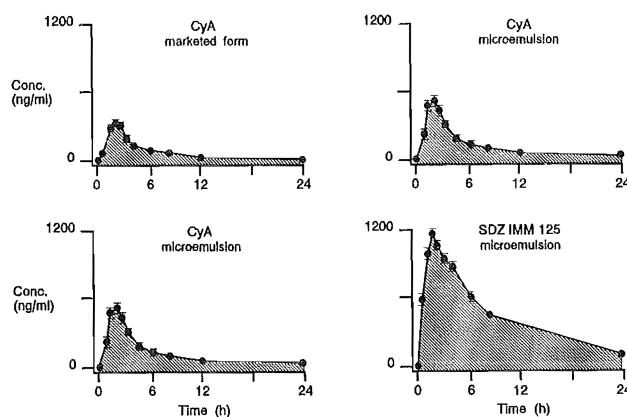 CyA
marketed form
1200
Conc.
(ng/ml)
0
0 6 12 24
CyA
microemulsion
1200
0
0 6 12 24
CyA
microemulsion
1200
Conc.
(ng/ml)
0
0 6 12 24
Time (h)
SDZ IMM 125
microemulsion
1200
0
0 6 12 24
Time (h)